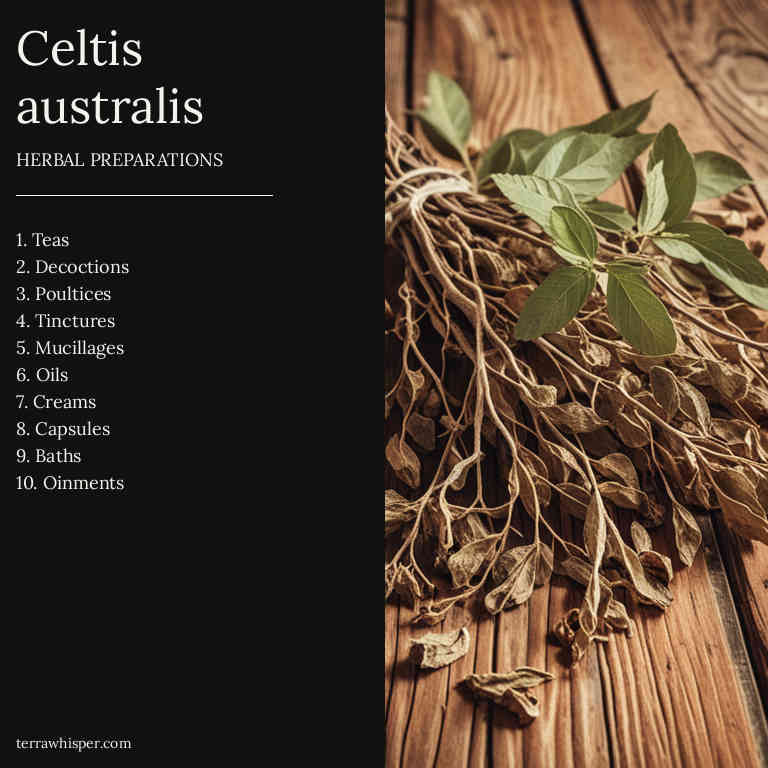 Celtis
australis
HERBAL PREPARATIONS
1. Teas
2. Decoctions
3. Poultices
4. Tinctures
5. Mucillages
6. Oils
7. Creams
8. Capsules
9. Baths
10. Oinments
terrawhisper.com